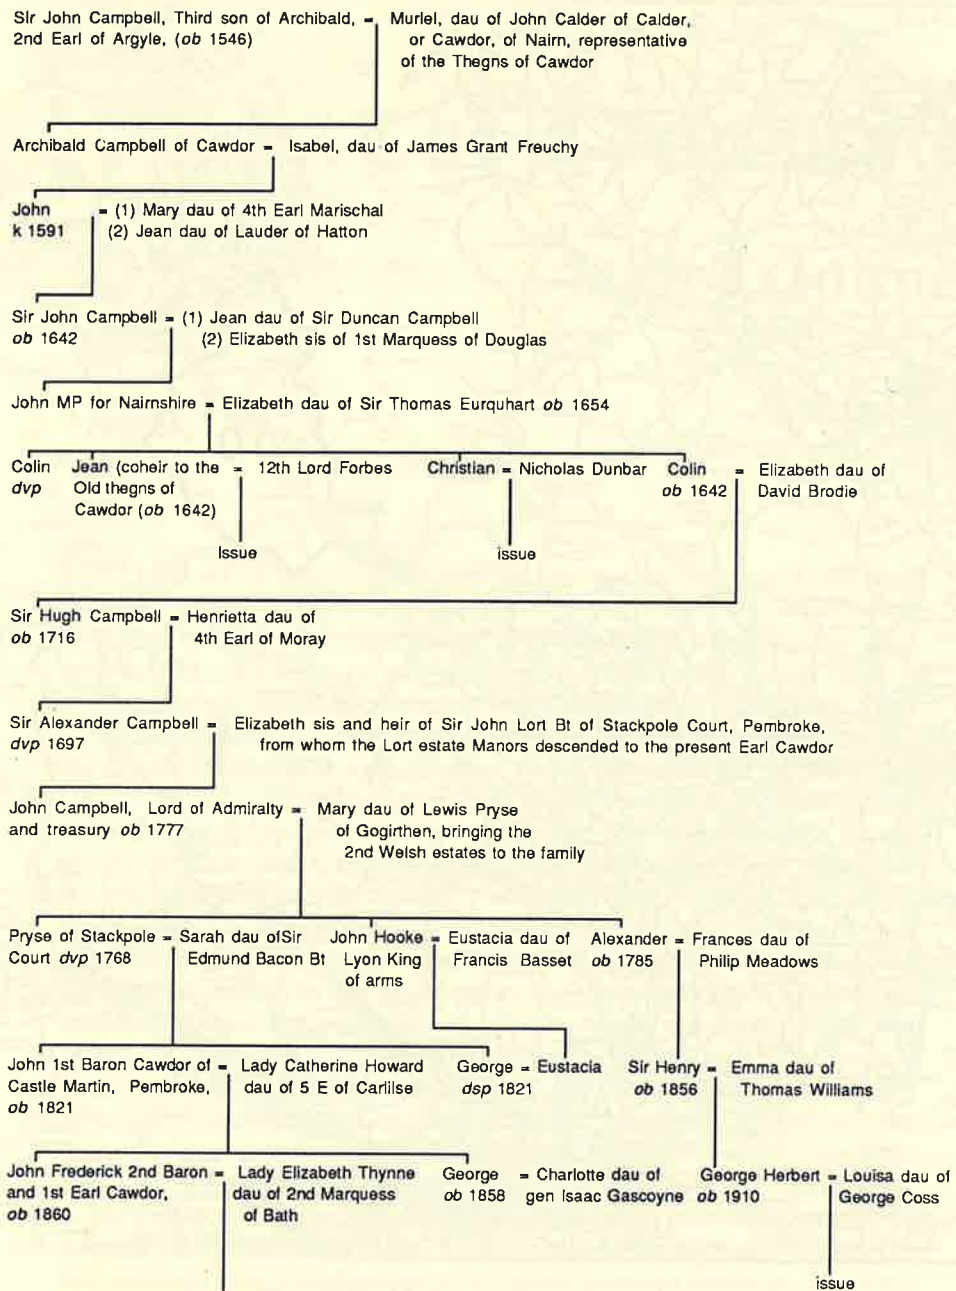 Sir John Campbell, Third son of Archibald, = Muriel, dau of John Calder of Calder,
2nd Earl of Argyle, (ob 1546) or Cawdor, of Nairn, representative
of the Thegns of Cawdor
Archibald Campbell of Cawdor = Isabel, dau of James Grant Freuchy
John = (1) Mary dau of 4th Earl Marischal
k 1591 (2) Jean dau of Lauder of Hatton
Sir John Campbell = (1) Jean dau of Sir Duncan Campbell
ob 1642 (2) Elizabeth sis of 1st Marquess of Douglas
John MP for Nairnshire = Elizabeth dau of Sir Thomas Eurquhart ob 1654
Colin Jean (coheir to the = 12th Lord Forbes Christian = Nicholas Dunbar Colin = Elizabeth dau of
dvp Old thegns of ob 1642 David Brodie
Cawdor (ob 1642)
Issue issue
Sir Hugh Campbell = Henrietta dau of
ob 1716 4th Earl of Moray
Sir Alexander Campbell = Elizabeth sis and heir of Sir John Lort Bt of Stackpole Court, Pembroke,
dvp 1697 from whom the Lort estate Manors descended to the present Earl Cawdor
John Campbell, Lord of Admiralty = Mary dau of Lewis Pryse
and treasury ob 1777 of Gogirthen, bringing the
2nd Welsh estates to the family
Pryse of Stackpole = Sarah dau of Sir John Hooke = Eustacia dau of Alexander = Frances dau of
Court dvp 1768 Edmund Bacon Bt Lyon King Francis Basset ob 1785 Philip Meadows
of arms
John 1st Baron Cawdor of = Lady Catherine Howard George = Eustacia Sir Henry = Emma dau of
Castle Martin, Pembroke, dau of 5 E of Carlilse dsp 1821 ob 1856 Thomas Williams
ob 1821
John Frederick 2nd Baron = Lady Elizabeth Thynne George = Charlotte dau of George Herbert = Louisa dau of
and 1st Earl Cawdor, dau of 2nd Marquess ob 1858 gen Isaac Gascoyne ob 1910 George Coss
ob 1860 of Bath
issue